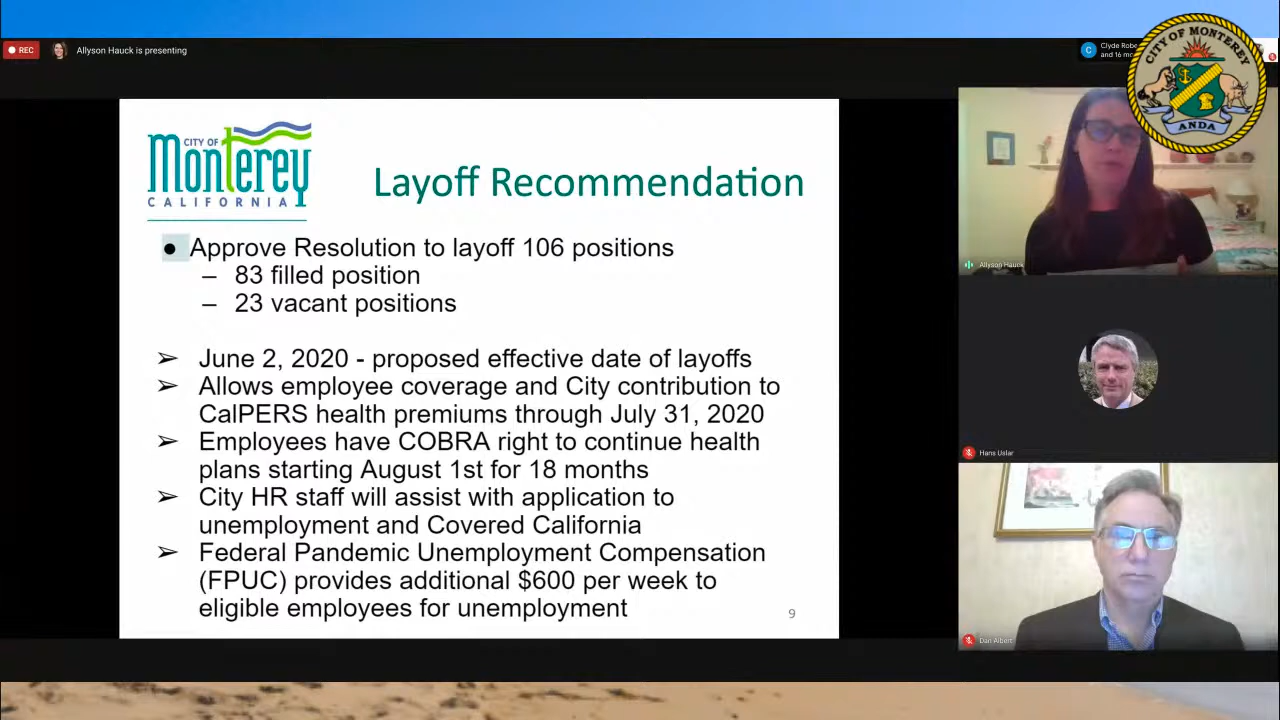 REC
Allyson Hauck is presenting
C
Clyde Robe
and 16 mo
CITY OF MONTEREY
ANDA
CITY OF
Monterey
CALIFORNIA
Layoff Recommendation
● Approve Resolution to layoff 106 positions
– 83 filled position
– 23 vacant positions
➢ June 2, 2020 - proposed effective date of layoffs
➢ Allows employee coverage and City contribution to
CalPERS health premiums through July 31, 2020
➢ Employees have COBRA right to continue health
plans starting August 1st for 18 months
➢ City HR staff will assist with application to
unemployment and Covered California
➢ Federal Pandemic Unemployment Compensation
(FPUC) provides additional $600 per week to
eligible employees for unemployment
9
Allyson Hauck
Hans Uslar
Dan Albert